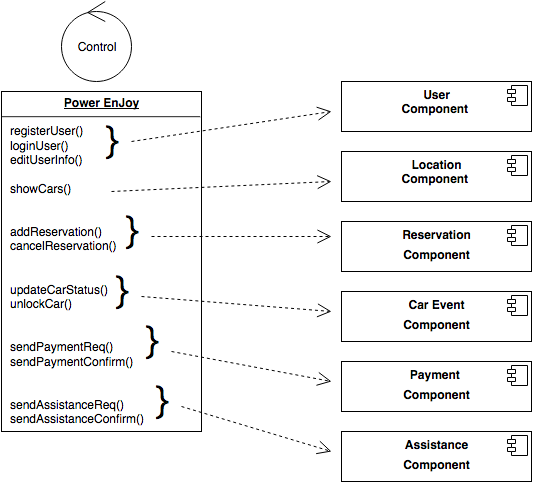 Control
Power EnJoy
registerUser()
loginUser()
editUserInfo()
showCars()
addReservation()
cancelReservation()
updateCarStatus()
unlockCar()
sendPaymentReq()
sendPaymentConfirm()
sendAssistanceReq()
sendAssistanceConfirm()
User
Component
Location
Component
Reservation
Component
Car Event
Component
Payment
Component
Assistance
Component